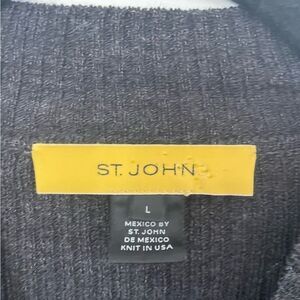 ST. JOHN
L
MEXICO BY
ST. JOHN
DE MEXICO
KNIT IN USA